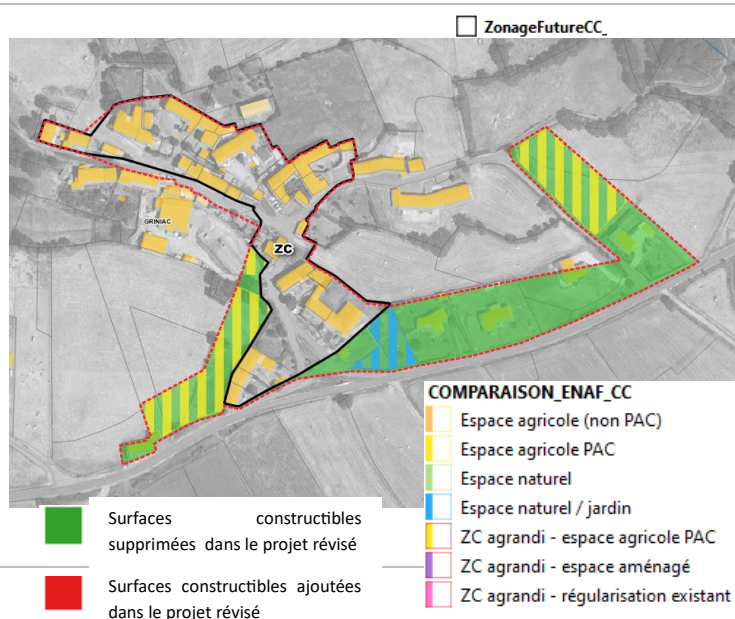 ZonageFutureCC_
GRINIAC
ZC
COMPARAISON_ENAF_CC
Espace agricole (non PAC)
Espace agricole PAC
Espace naturel
Espace naturel / jardin
ZC agrandi - espace agricole PAC
ZC agrandi - espace aménagé
ZC agrandi - régularisation existant
Surfaces constructibles
supprimées dans le projet révisé
Surfaces constructibles ajoutées
dans le projet révisé